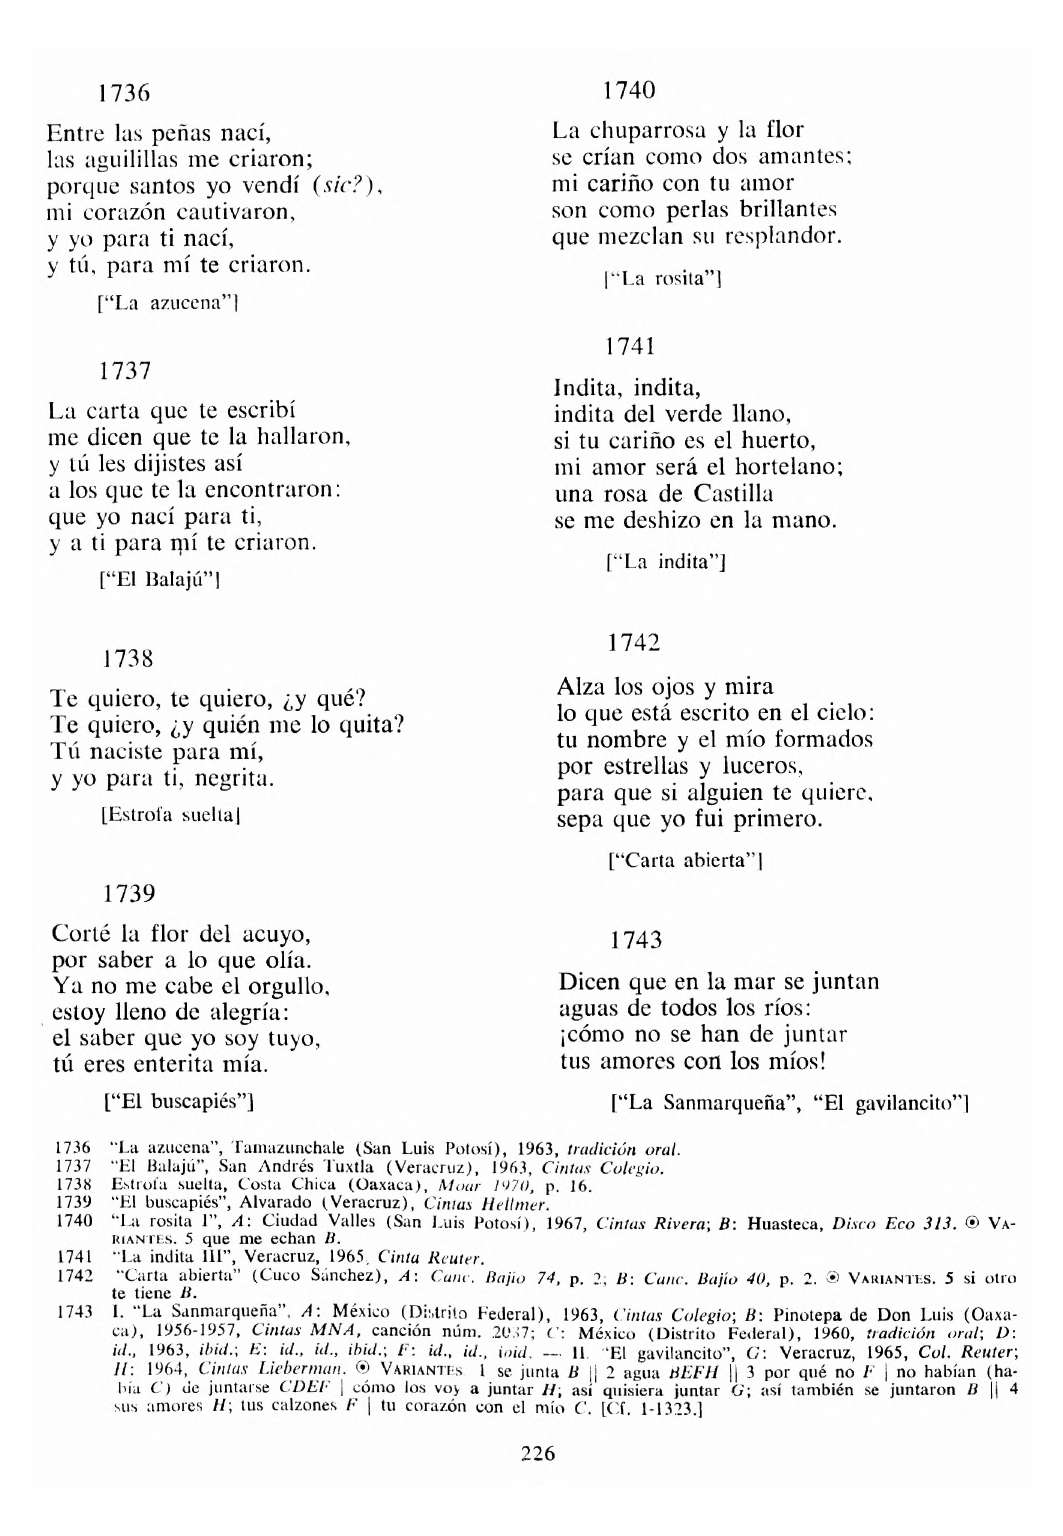 1736
Entre las peñas nací,
las aguilillas me criaron;
porque santos yo vendí (sic?),
mi corazón cautivaron,
y yo para ti nací,
y tú, para mí te criaron.
[“La azucena”]
1737
La carta que te escribí
me dicen que te la hallaron,
y tú les dijistes así
a los que te la encontraron:
que yo nací para ti,
y a ti para mí te criaron.
[“El Balajú”]
1738
Te quiero, te quiero, ¿y qué?
Te quiero, ¿y quién me lo quita?
Tú naciste para mí,
y yo para ti, negrita.
[Estrofa suelta]
1739
Corté la flor del acuyo,
por saber a lo que olía.
Ya no me cabe el orgullo,
estoy lleno de alegría:
el saber que yo soy tuyo,
tú eres enterita mía.
[“El buscapiés”]
1740
La chuparrosa y la flor
se crían como dos amantes;
mi cariño con tu amor
son como perlas brillantes
que mezclan su resplandor.
[“La rosita”]
1741
Indita, indita,
indita del verde llano,
si tu cariño es el huerto,
mi amor será el hortelano;
una rosa de Castilla
se me deshizo en la mano.
[“La indita”]
1742
Alza los ojos y mira
lo que está escrito en el cielo:
tu nombre y el mío formados
por estrellas y luceros,
para que si alguien te quiere,
sepa que yo fui primero.
[“Carta abierta”]
1743
Dicen que en la mar se juntan
aguas de todos los ríos:
¡cómo no se han de juntar
tus amores con los míos!
[“La Sanmarqueña”, “El gavilancito”]
1736 “La azucena”, Tamazunchale (San Luis Potosí), 1963, tradición oral.
1737 “El Balajú”, San Andrés Tuxtla (Veracruz), 1963, Cintas Colegio.
1738 Estrofa suelta, Costa Chica (Oaxaca), Moar 1970, p. 16.
1739 “El buscapiés”, Alvarado (Veracruz), Cintas Hellmer.
1740 “La rosita I”, A: Ciudad Valles (San Luis Potosí), 1967, Cintas Rivera; B: Huasteca, Disco Eco 313. ⊙ VA-
RIANTES. 5 que me echan B.
1741 “La indita III”, Veracruz, 1965, Cinta Reuter.
1742 “Carta abierta” (Cuco Sánchez), A: Canc. Bajío 74, p. 2; B: Canc. Bajío 40, p. 2. ⊙ VARIANTES. 5 si otro
te tiene B.
1743 I. “La Sanmarqueña”, A: México (Distrito Federal), 1963, Cintas Colegio; B: Pinotepa de Don Luis (Oaxa-
ca), 1956-1957, Cintas MNA, canción núm. 2037; C: México (Distrito Federal), 1960, tradición oral; D:
id., 1963, ibid.; E: id., id., ibid.; F: id., id., ibid. — II. “El gavilancito”, G: Veracruz, 1965, Col. Reuter;
H: 1964, Cintas Lieberman. ⊙ VARIANTES 1 se junta B || 2 agua BEFH || 3 por qué no F | no habían (ha-
bía C) de juntarse CDEF | cómo los voy a juntar H; así quisiera juntar G; así también se juntaron B || 4
sus amores H; tus calzones F | tu corazón con el mío C. [Cf. 1-1323.]
226